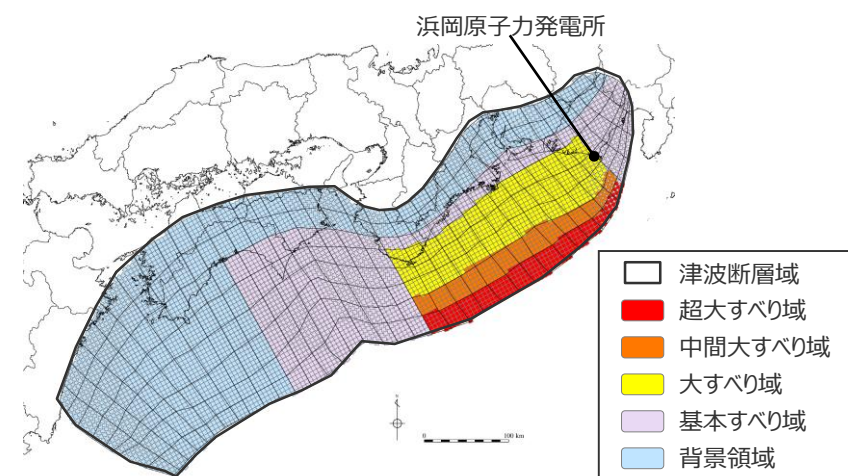 浜岡原子力発電所
津波断層域
超大すべり域
中間大すべり域
大すべり域
基本すべり域
背景領域
0 100 km